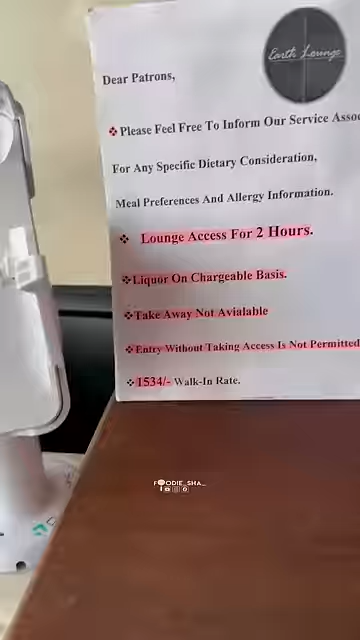 Earth Lounge
Dear Patrons,
❖ Please Feel Free To Inform Our Service
For Any Specific Dietary Consideration,
Meal Preferences And Allergy Information.
❖ Lounge Access For 2 Hours.
❖ Liquor On Chargeable Basis.
❖ Take Away Not Avialable
❖ Entry Without Taking Access Is Not Permitted
❖ 1534/- Walk-In Rate.
FOODIE_SHA_